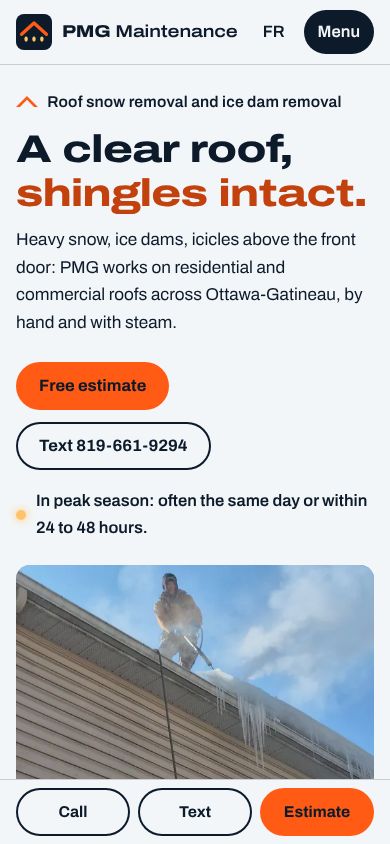 PMG Maintenance
FR
Menu
Roof snow removal and ice dam removal
A clear roof,
shingles intact.
Heavy snow, ice dams, icicles above the front
door: PMG works on residential and
commercial roofs across Ottawa-Gatineau, by
hand and with steam.
Free estimate
Text 819-661-9294
In peak season: often the same day or within
24 to 48 hours.
Call
Text
Estimate